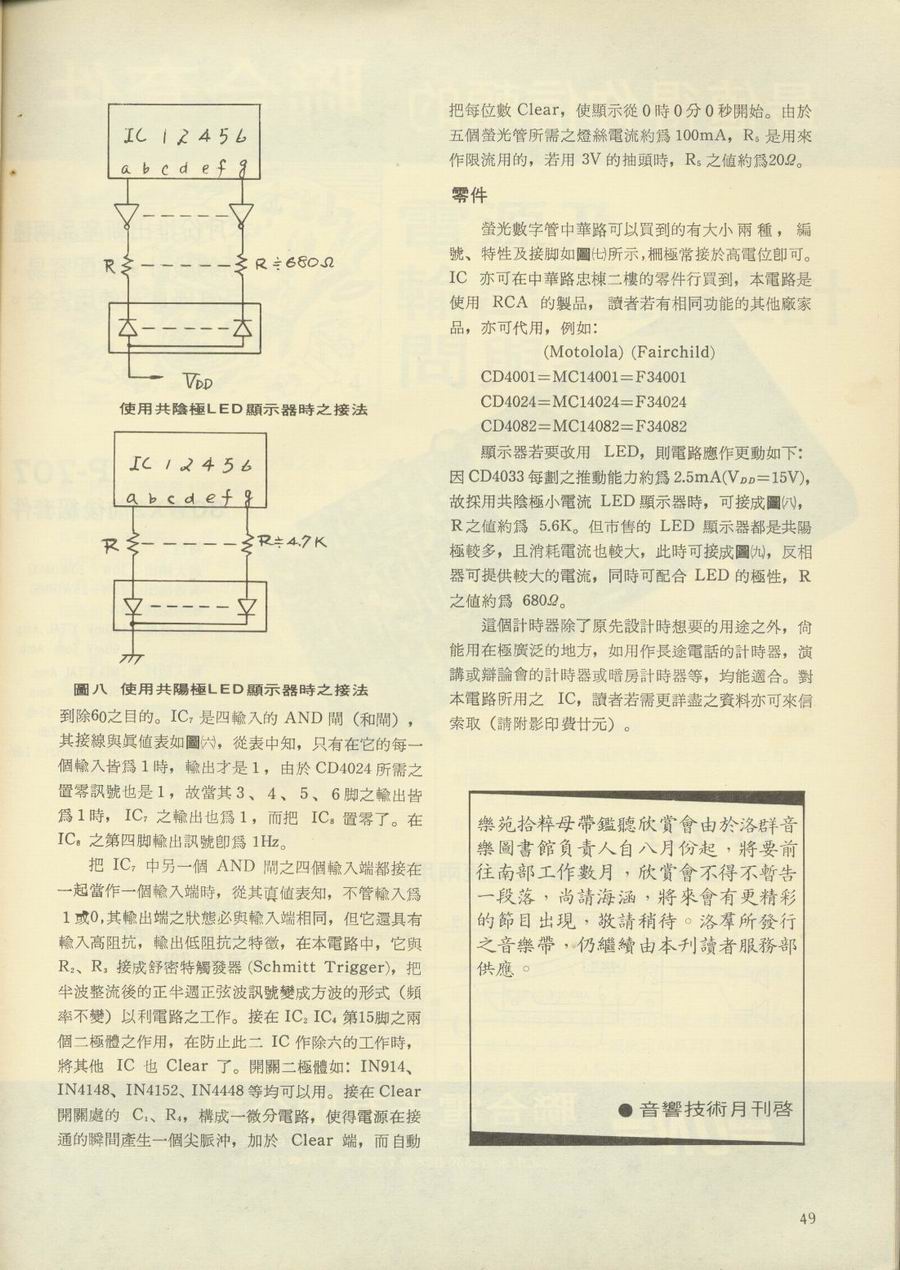 IC 1 2 4 5 6
a b c d e f g
R
R≒680Ω
VDD
使用共陰極LED顯示器時之接法
IC 1 2 4 5 6
a b c d e f g
R
R≒4.7K
圖八 使用共陽極LED顯示器時之接法
到除60之目的。IC₇是四輸入的 AND 閘（和閘），
其接線與眞值表如圖㈥，從表中知，只有在它的每一
個輸入皆爲1時，輸出才是1，由於 CD4024 所需之
置零訊號也是1，故當其3、4、5、6脚之輸出皆
爲1時，IC₇ 之輸出也爲1，而把 IC₈ 置零了。在
IC₈ 之第四脚輸出訊號卽爲 1Hz。
把 IC₇ 中另一個 AND 閘之四個輸入端都接在
一起當作一個輸入端時，從其眞値表知，不管輸入爲
1或0,其輸出端之狀態必與輸入端相同，但它還具有
輸入高阻抗，輸出低阻抗之特徵，在本電路中，它與
R₂、R₃ 接成舒密特觸發器 (Schmitt Trigger)，把
半波整流後的正半週正弦波訊號變成方波的形式（頻
率不變）以利電路之工作。接在 IC₂ IC₄ 第15脚之兩
個二極體之作用，在防止此二 IC 作除六的工作時，
將其他 IC 也 Clear 了。開關二極體如：IN914、
IN4148、IN4152、IN4448 等均可以用。接在 Clear
開關處的 C₁、R₄，構成一微分電路，使得電源在接
通的瞬間產生一個尖脈冲，加於 Clear 端，而自動
把每位數 Clear，使顯示從0時0分0秒開始。由於
五個螢光管所需之燈絲電流約爲 100mA，R₅ 是用來
作限流用的，若用 3V 的抽頭時，R₅ 之値約爲20Ω。
零件
螢光數字管中華路可以買到的有大小兩種，編
號、特性及接脚如圖㈦所示,柵極常接於高電位卽可。
IC 亦可在中華路忠棟二樓的零件行買到，本電路是
使用 RCA 的製品，讀者若有相同功能的其他廠家
品，亦可代用，例如：
(Motolola) (Fairchild)
CD4001=MC14001=F34001
CD4024=MC14024=F34024
CD4082=MC14082=F34082
顯示器若要改用 LED，則電路應作更動如下：
因 CD4033 每劃之推動能力約爲 2.5mA(VDD=15V)，
故採用共陰極小電流 LED 顯示器時，可接成圖㈧，
R之値約爲 5.6K。但市售的 LED 顯示器都是共陽
極較多，且消耗電流也較大，此時可接成圖㈨，反相
器可提供較大的電流，同時可配合 LED 的極性，R
之値約爲 680Ω。
這個計時器除了原先設計時想要的用途之外，尙
能用在極廣泛的地方，如用作長途電話的計時器，演
講或辯論會的計時器或暗房計時器等，均能適合。對
本電路所用之 IC，讀者若需更詳盡之資料亦可來信
索取（請附影印費廿元）。
樂苑拾粹母帶鑑聽欣賞會由於洛群音
樂圖書館負責人自八月份起，將要前
往南部工作數月，欣賞會不得不暫告
一段落，尚請海涵，將來會有更精彩
的節目出現，敬請稍待。洛羣所發行
之音樂帶，仍繼續由本刊讀者服務部
供應。
●音響技術月刊啓
49